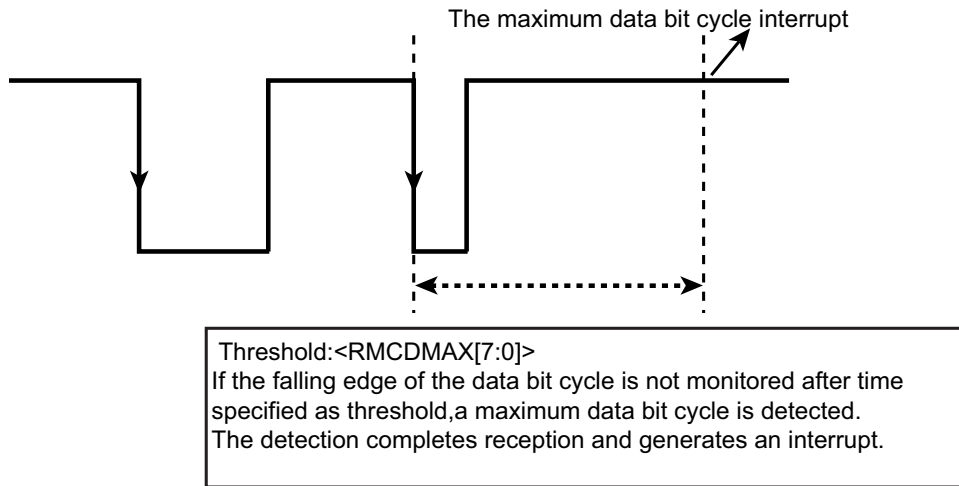 The maximum data bit cycle interrupt
Threshold:<RMCDMAX[7:0]>
If the falling edge of the data bit cycle is not monitored after time
specified as threshold,a maximum data bit cycle is detected.
The detection completes reception and generates an interrupt.